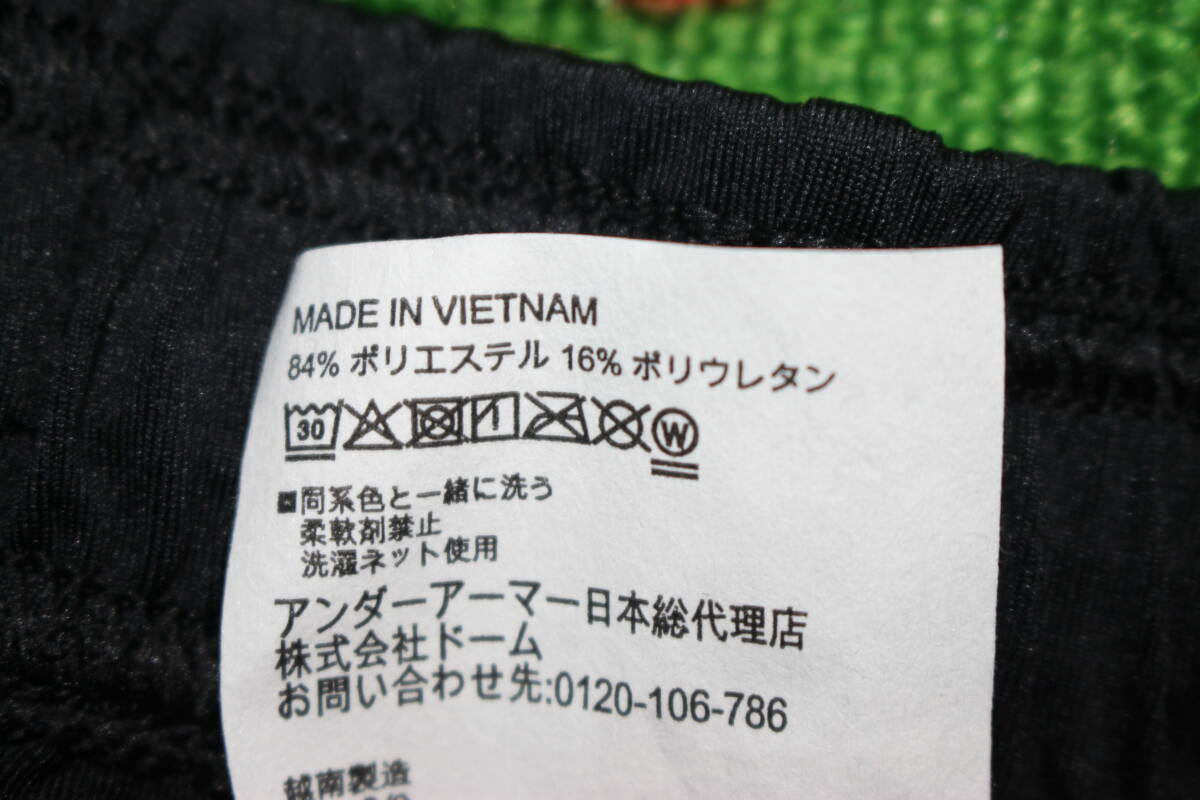 MADE IN VIETNAM
84% ポリエステル 16% ポリウレタン
30 W
■同系色と一緒に洗う
柔軟剤禁止
洗濯ネット使用
アンダーアーマー日本総代理店
株式会社ドーム
お問い合わせ先:0120-106-786
越南製造